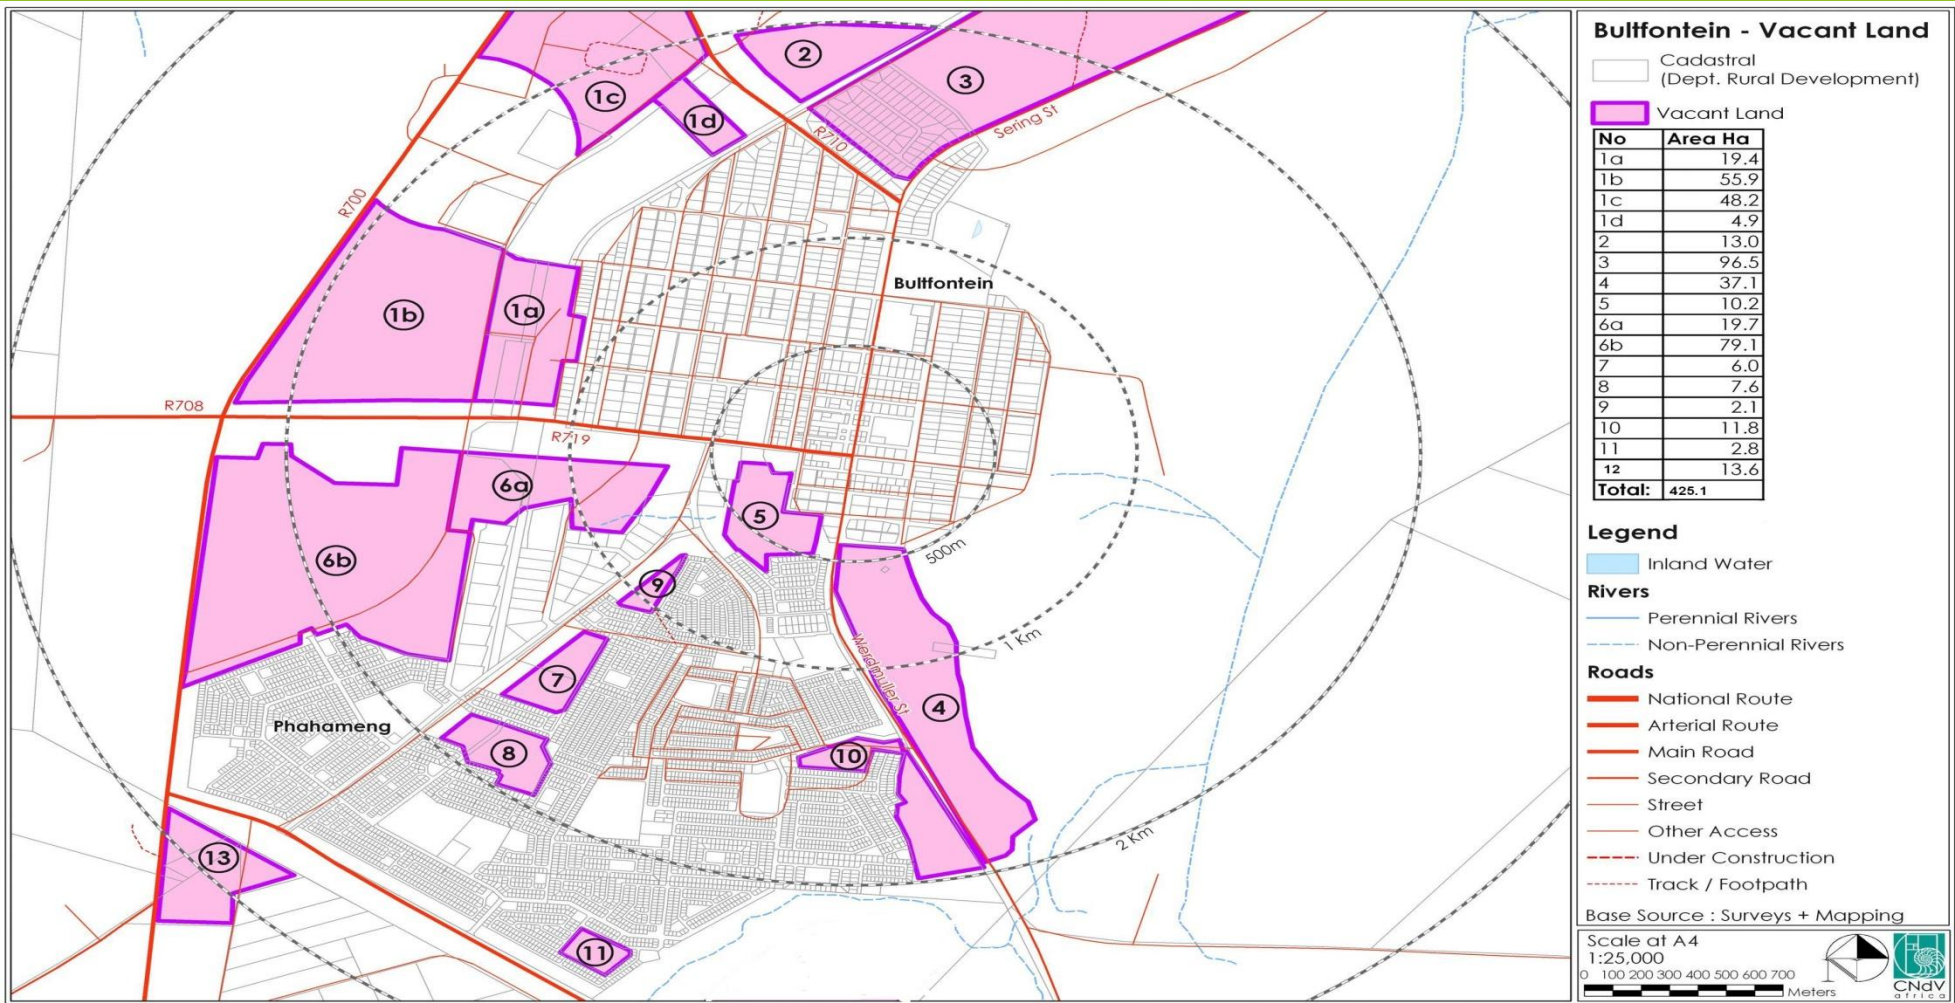 2
3
1c
1d
R710
Sering St
R700
Bultfontein
1b
1a
R708
R719
6a
5
500m
6b
9
1 Km
Wierdmuller St
7
4
Phahameng
8
10
2 Km
13
11
Bultfontein - Vacant Land
Cadastral
(Dept. Rural Development)
Vacant Land
No Area Ha
1a 19.4
1b 55.9
1c 48.2
1d 4.9
2 13.0
3 96.5
4 37.1
5 10.2
6a 19.7
6b 79.1
7 6.0
8 7.6
9 2.1
10 11.8
11 2.8
12 13.6
Total: 425.1
Legend
Inland Water
Rivers
Perennial Rivers
Non-Perennial Rivers
Roads
National Route
Arterial Route
Main Road
Secondary Road
Street
Other Access
Under Construction
Track / Footpath
Base Source : Surveys + Mapping
Scale at A4
1:25,000
0 100 200 300 400 500 600 700
Meters
N
CNdV
africa